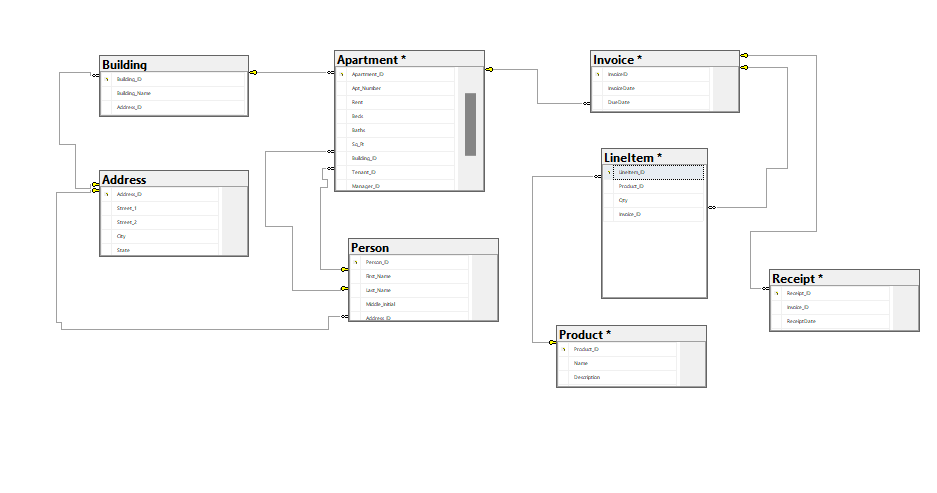 Building
Building_ID
Building_Name
Address_ID
Apartment *
Apartment_ID
Apt_Number
Rent
Beds
Baths
Sq_Ft
Building_ID
Tenant_ID
Manager_ID
Invoice *
InvoiceID
InvoiceDate
DueDate
LineItem *
LineItem_ID
Product_ID
City
Invoice_ID
Address
Address_ID
Street_1
Street_2
City
State
Person
Person_ID
First_Name
Last_Name
Middle_Initial
Address_ID
Receipt *
Receipt_ID
Invoice_ID
ReceiptDate
Product *
Product_ID
Name
Description